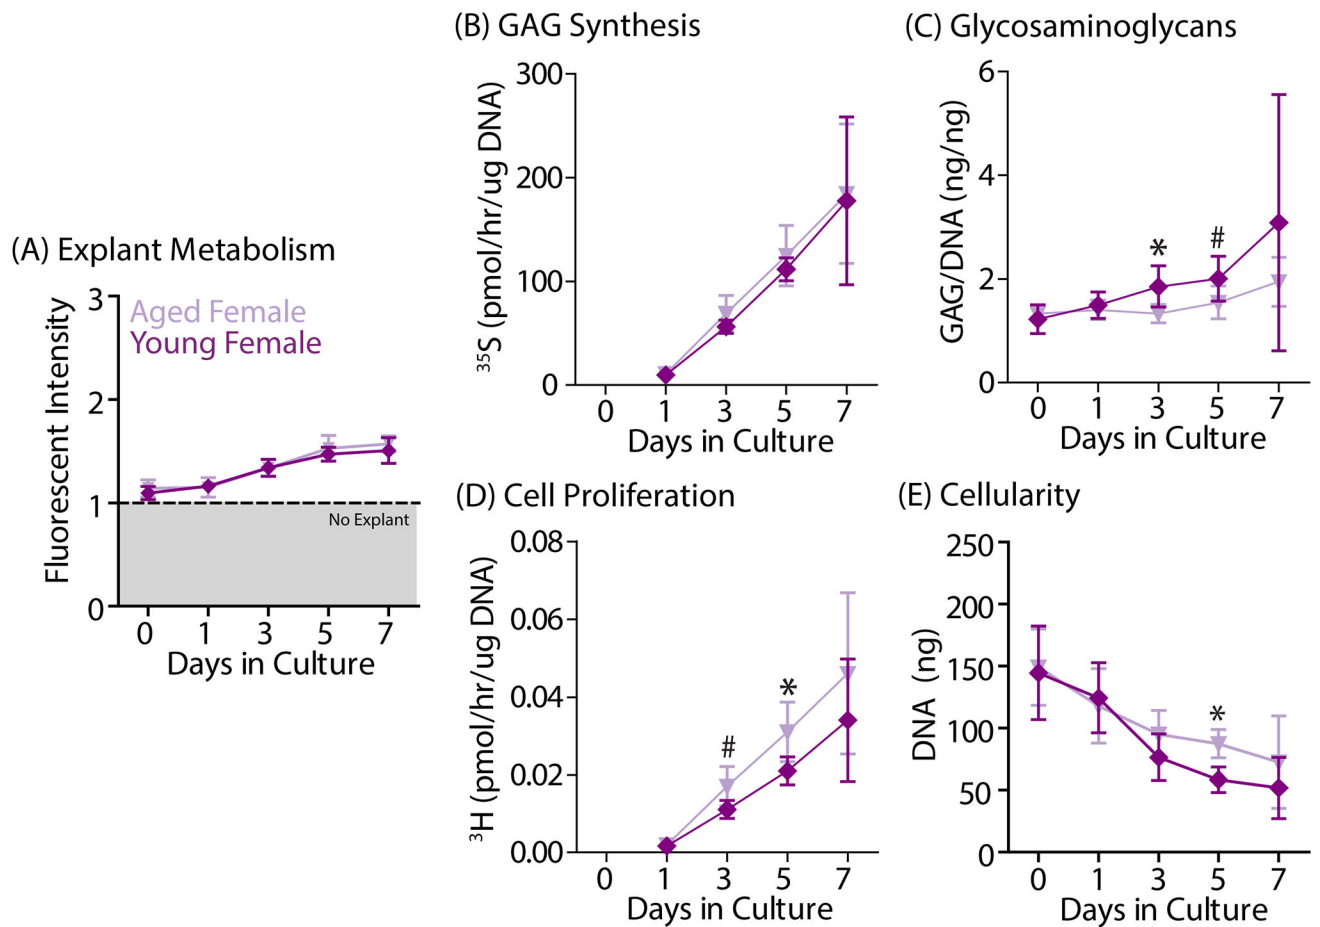 (A) Explant Metabolism
Fluorescent Intensity
3
2
1
0
Aged Female
Young Female
No Explant
0 1 3 5 7
Days in Culture
(B) GAG Synthesis
³⁵S (pmol/hr/ug DNA)
300
200
100
0
0 1 3 5 7
Days in Culture
(C) Glycosaminoglycans
GAG/DNA (ng/ng)
6
4
2
0
* #
0 1 3 5 7
Days in Culture
(D) Cell Proliferation
³H (pmol/hr/ug DNA)
0.08
0.06
0.04
0.02
0.00
# *
0 1 3 5 7
Days in Culture
(E) Cellularity
DNA (ng)
250
200
150
100
50
0
*
0 1 3 5 7
Days in Culture